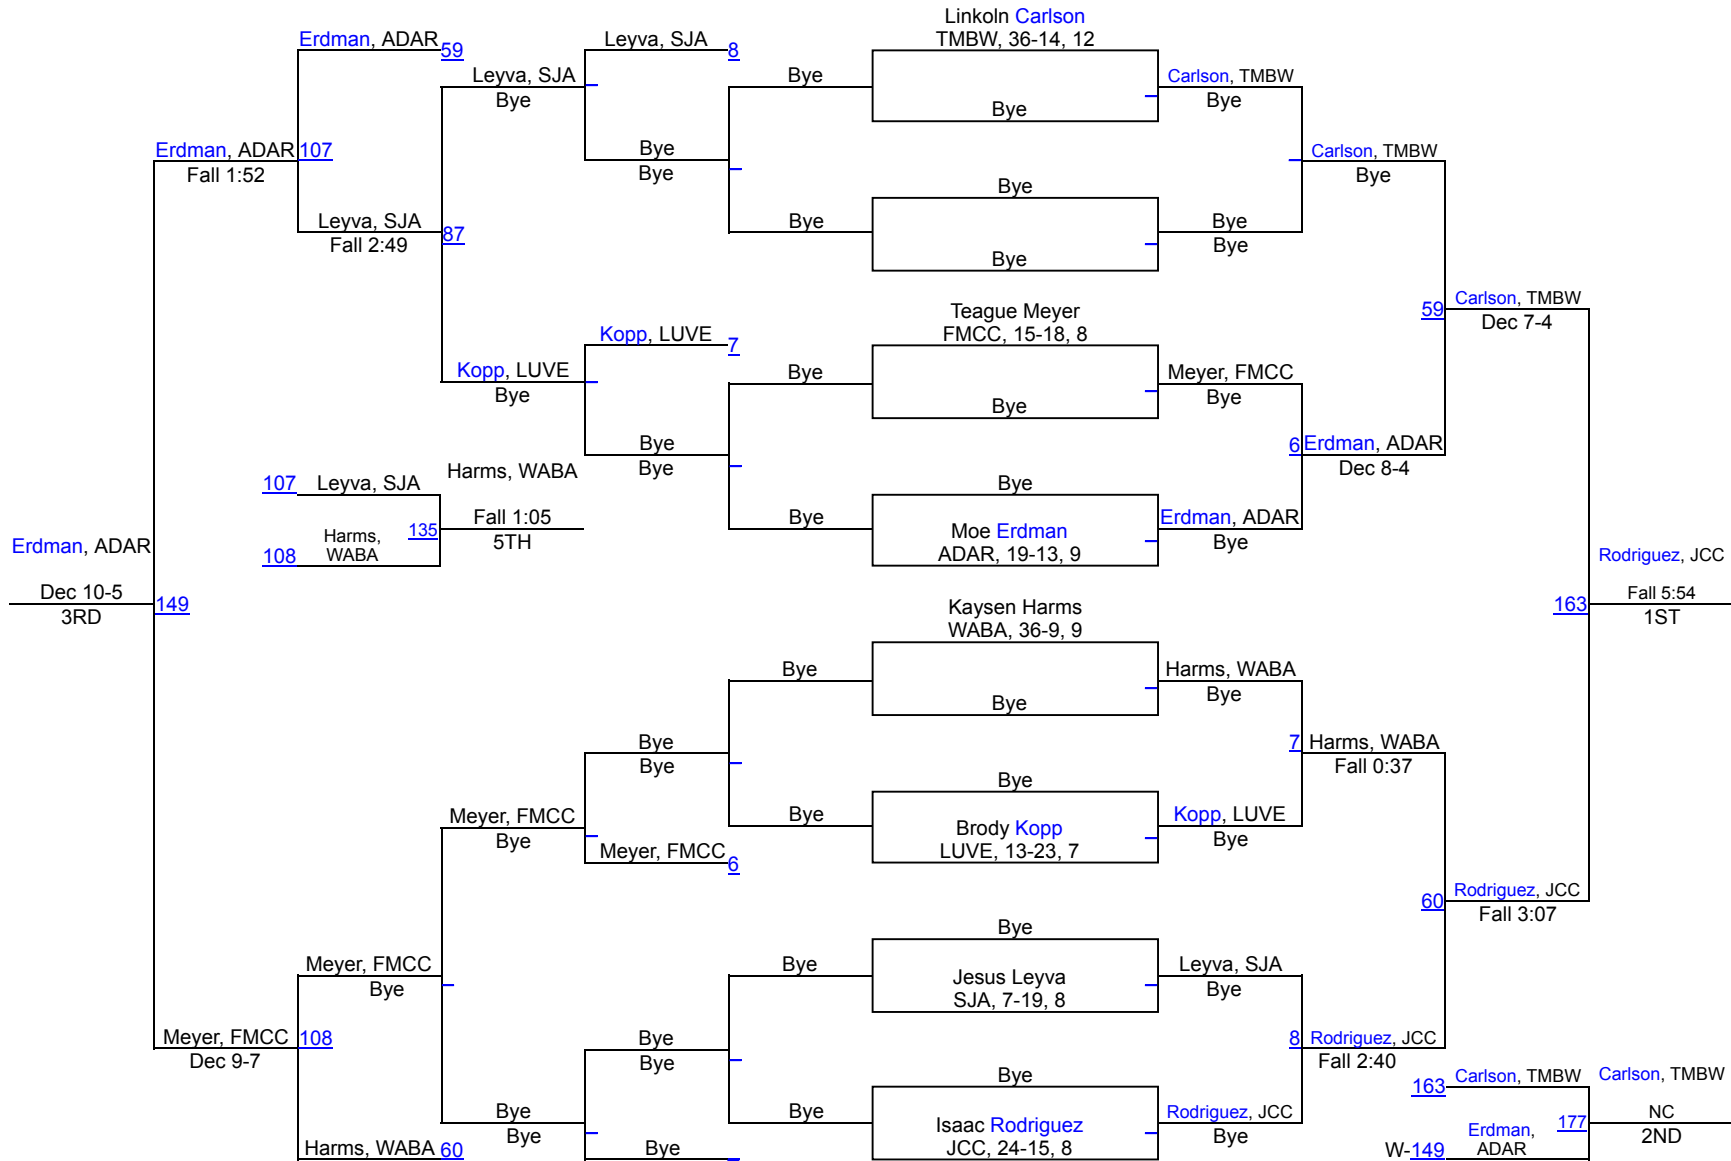 Linkoln Carlson
TMBW, 36-14, 12
Erdman, ADAR 59
Leyva, SJA 8
Leyva, SJA
Bye
Bye
Bye
Carlson, TMBW
Bye
Erdman, ADAR 107
Fall 1:52
Bye
Bye
Carlson, TMBW
Bye
Leyva, SJA
Fall 2:49
87
Bye
Bye
Bye
Bye
Bye
Teague Meyer
FMCC, 15-18, 8
59
Carlson, TMBW
Dec 7-4
Kopp, LUVE 7
Kopp, LUVE
Bye
Bye
Bye
Meyer, FMCC
Bye
Bye
Bye
6
Erdman, ADAR
Dec 8-4
107
Leyva, SJA
Harms, WABA
Harms,
WABA
108
135
Fall 1:05
5TH
Bye
Bye
Moe Erdman
ADAR, 19-13, 9
Erdman, ADAR
Bye
Erdman, ADAR
Dec 10-5
3RD
149
Rodriguez, JCC
163
Fall 5:54
1ST
Kaysen Harms
WABA, 36-9, 9
Bye
Bye
Harms, WABA
Bye
Bye
Bye
7
Harms, WABA
Fall 0:37
Meyer, FMCC
Bye
Meyer, FMCC 6
Bye
Bye
Brody Kopp
LUVE, 13-23, 7
Kopp, LUVE
Bye
60
Rodriguez, JCC
Fall 3:07
Meyer, FMCC
Bye
Bye
Bye
Jesus Leyva
SJA, 7-19, 8
Leyva, SJA
Bye
Meyer, FMCC 108
Dec 9-7
Bye
Bye
8
Rodriguez, JCC
Fall 2:40
Bye
Bye
Bye
Bye
Isaac Rodriguez
JCC, 24-15, 8
Rodriguez, JCC
Bye
163
Carlson, TMBW
Carlson, TMBW
177
NC
2ND
Erdman,
ADAR
W-149
Harms, WABA 60
Bye